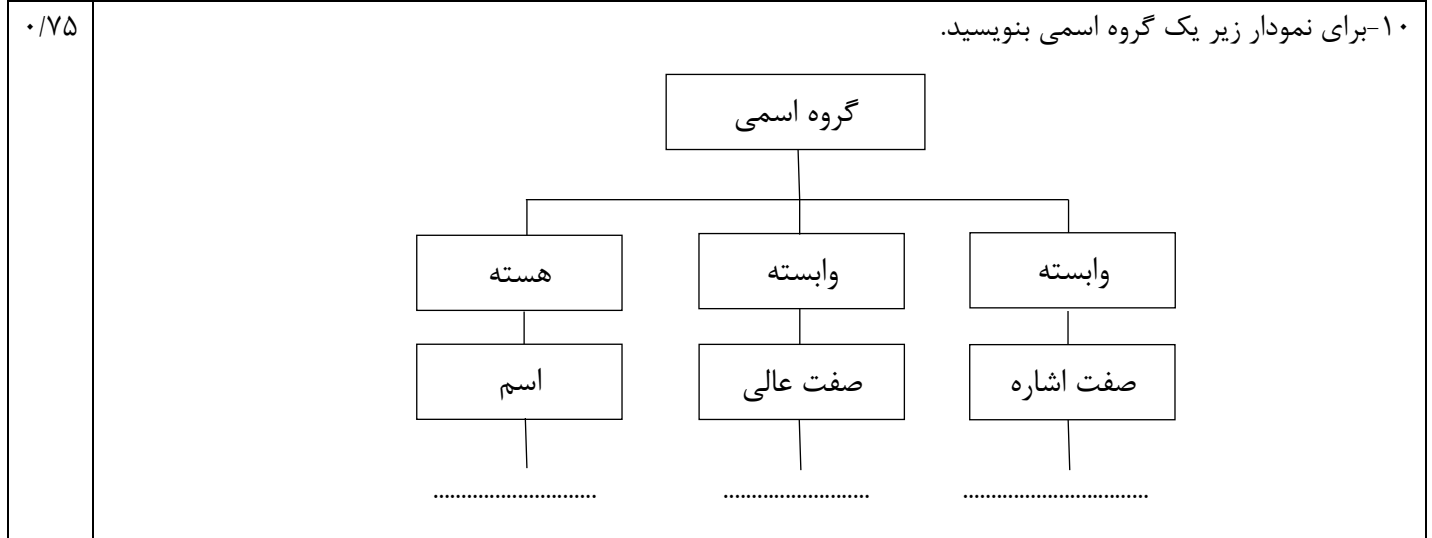 ۱۰-برای نمودار زیر یک گروه اسمی بنویسید.
۰/۷۵
گروه اسمی
وابسته
وابسته
هسته
صفت اشاره
صفت عالی
اسم
................................. .......................... .............................